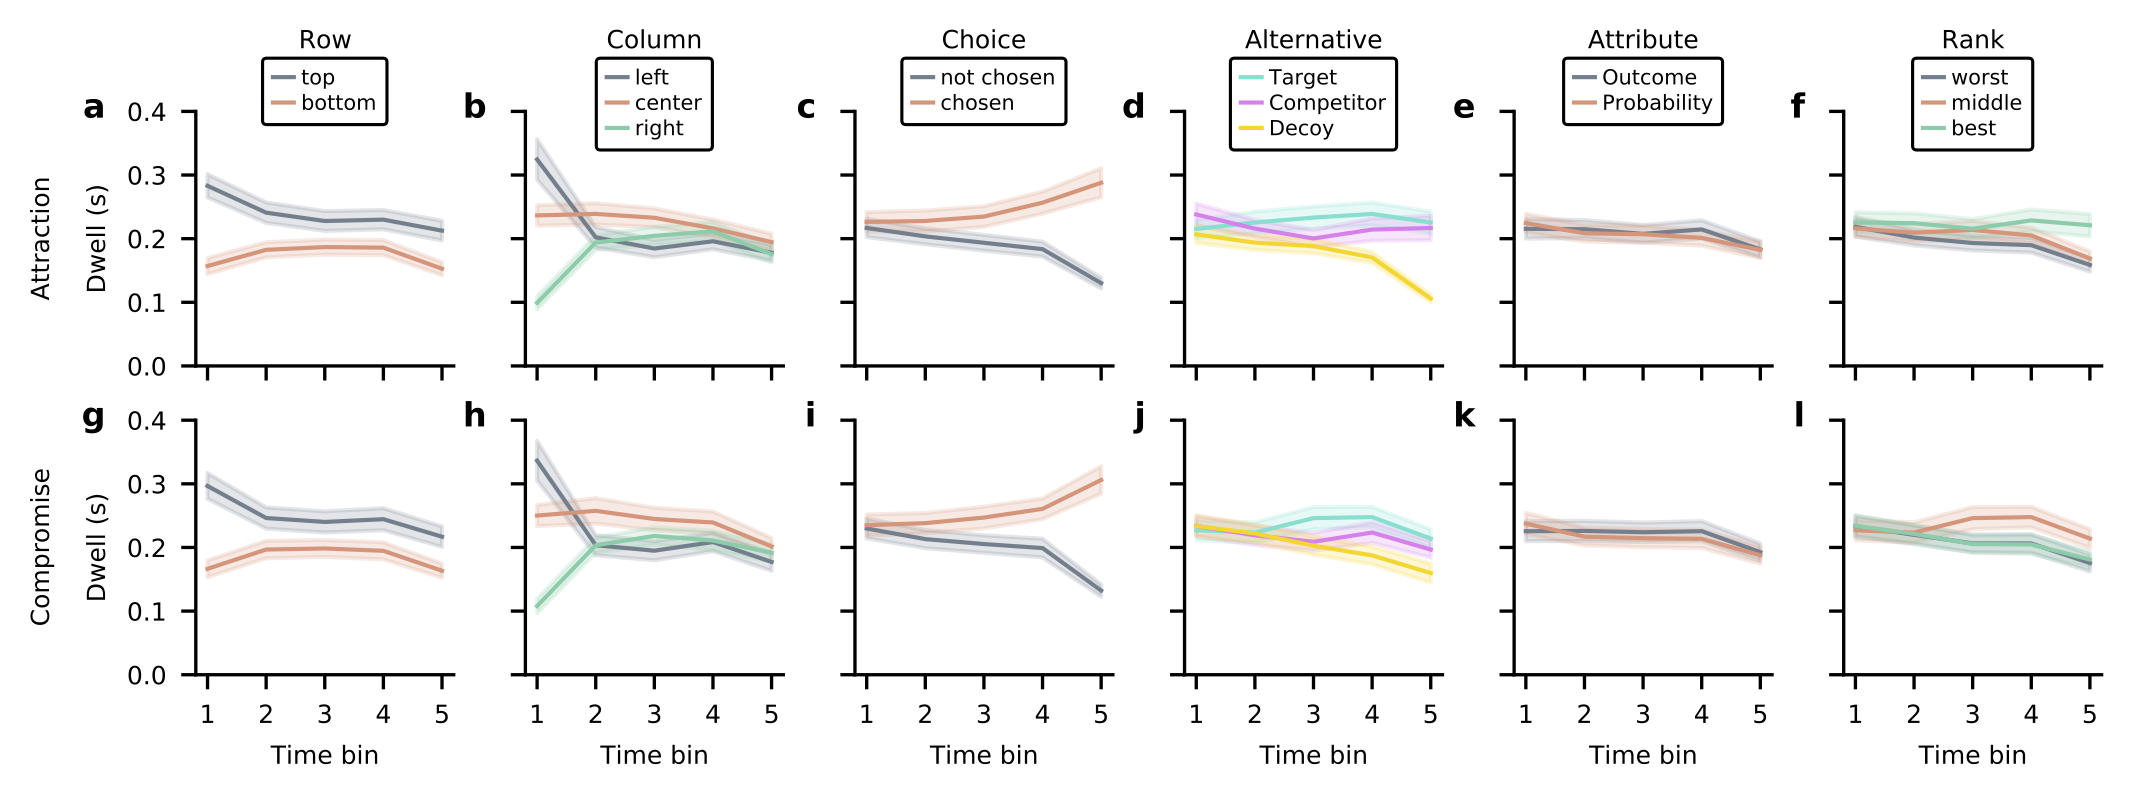 Row
top
bottom
Column
left
center
right
Choice
not chosen
chosen
Alternative
Target
Competitor
Decoy
Attribute
Outcome
Probability
Rank
worst
middle
best
a
b
c
d
e
f
Attraction
Dwell (s)
0.4
0.3
0.2
0.1
0.0
g
h
i
j
k
l
Compromise
Dwell (s)
0.4
0.3
0.2
0.1
0.0
1 2 3 4 5
1 2 3 4 5
1 2 3 4 5
1 2 3 4 5
1 2 3 4 5
1 2 3 4 5
Time bin
Time bin
Time bin
Time bin
Time bin
Time bin